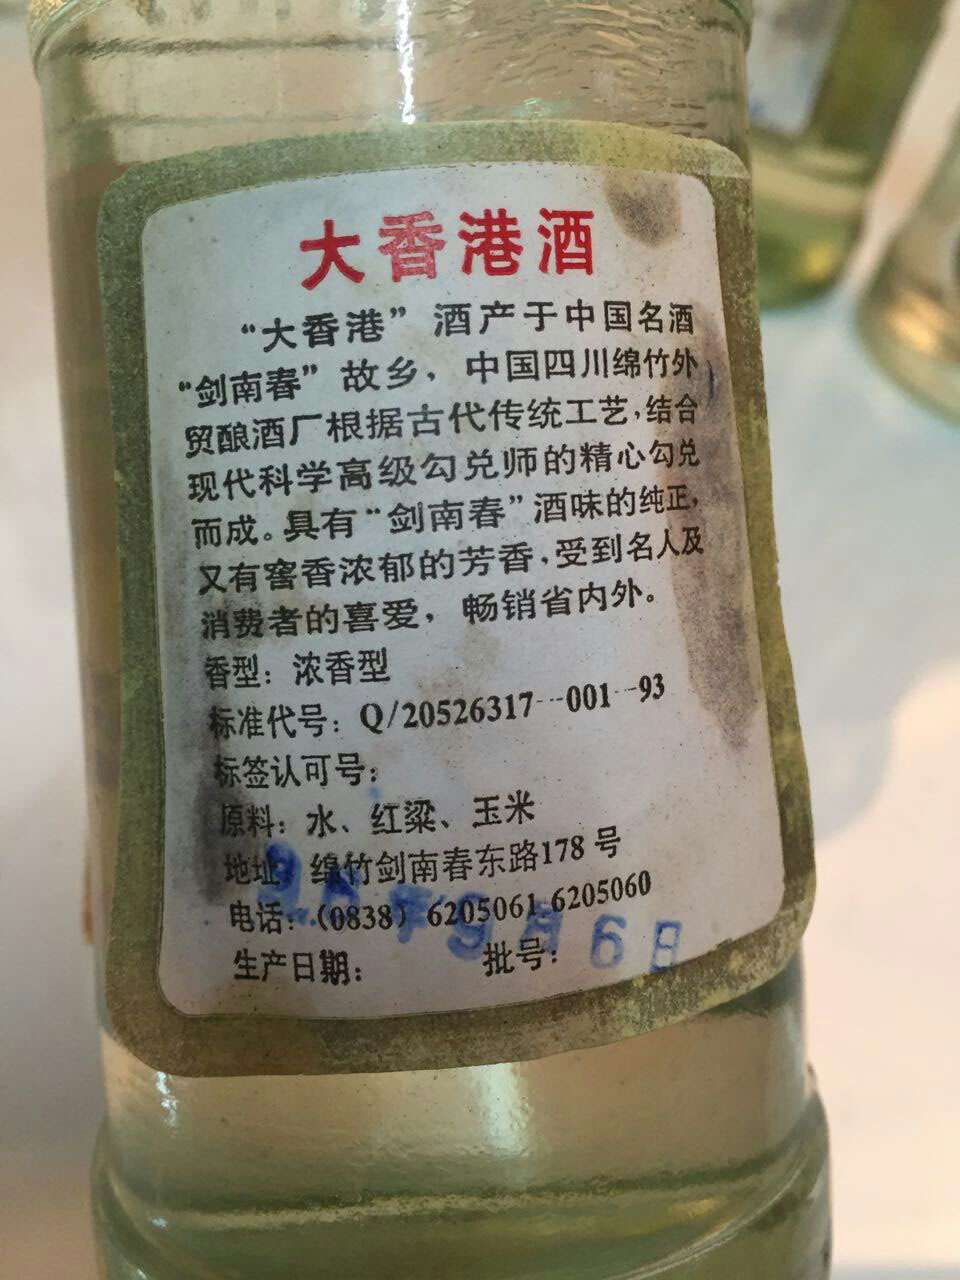 大香港酒
“大香港”酒产于中国名酒
“剑南春”故乡，中国四川绵竹外
贸酿酒厂根据古代传统工艺，结合
现代科学高级勾兑师的精心勾兑
而成。具有“剑南春”酒味的纯正，
又有窖香浓郁的芳香，受到名人及
消费者的喜爱，畅销省内外。
香型：浓香型
标准代号：Q/20526317--001--93
标签认可号：
原料：水、红粱、玉米
地址 绵竹剑南春东路178号
电话：（0838）6205061 6205060
年9月6日
生产日期： 批号：